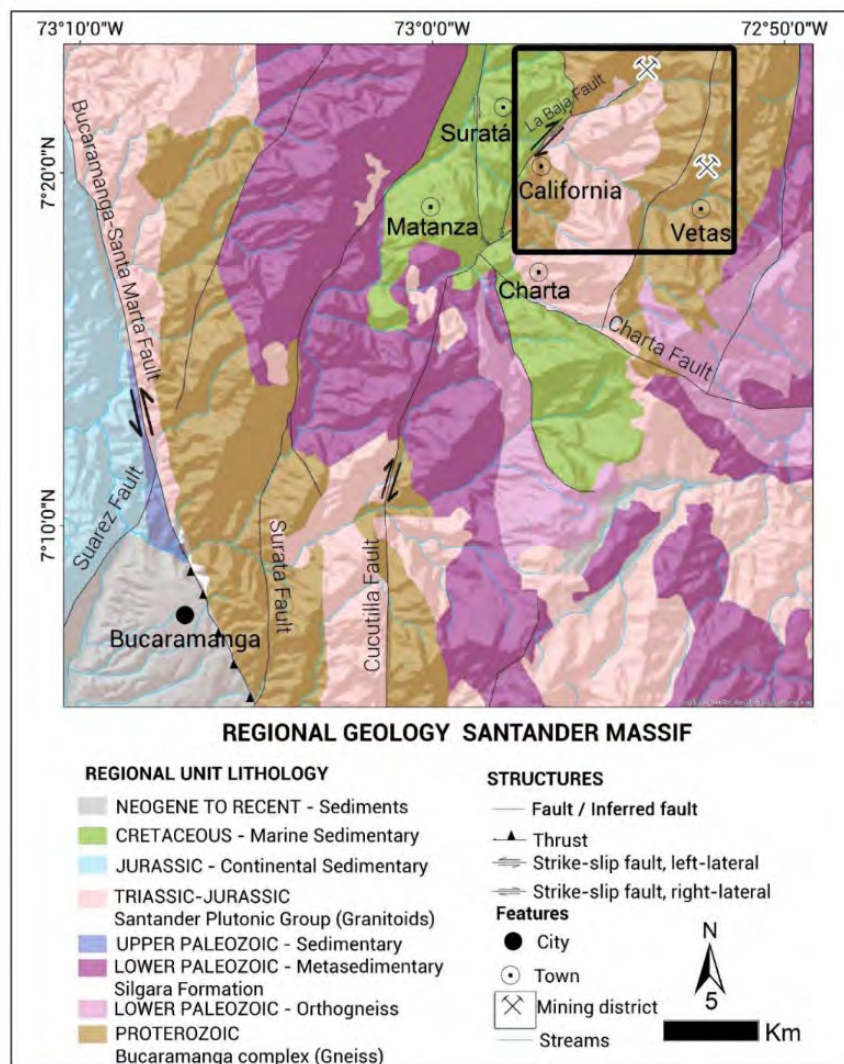 73°10'0"W
73°0'0"W
72°50'0"W
7°20'0"N
7°10'0"N
Bucaramanga-Santa Marta Fault
Suratá
La Baja Fault
California
Matanza
Vetas
Charta
Charta Fault
Suarez Fault
Surata Fault
Cucutilla Fault
Bucaramanga
REGIONAL GEOLOGY SANTANDER MASSIF
REGIONAL UNIT LITHOLOGY
NEOGENE TO RECENT - Sediments
CRETACEOUS - Marine Sedimentary
JURASSIC - Continental Sedimentary
TRIASSIC-JURASSIC
Santander Plutonic Group (Granitoids)
UPPER PALEOZOIC - Sedimentary
LOWER PALEOZOIC - Metasedimentary
Silgara Formation
LOWER PALEOZOIC - Orthogneiss
PROTEROZOIC
Bucaramanga complex (Gneiss)
STRUCTURES
Fault / Inferred fault
Thrust
Strike-slip fault, left-lateral
Strike-slip fault, right-lateral
Features
City
Town
Mining district
Streams
N
5
Km